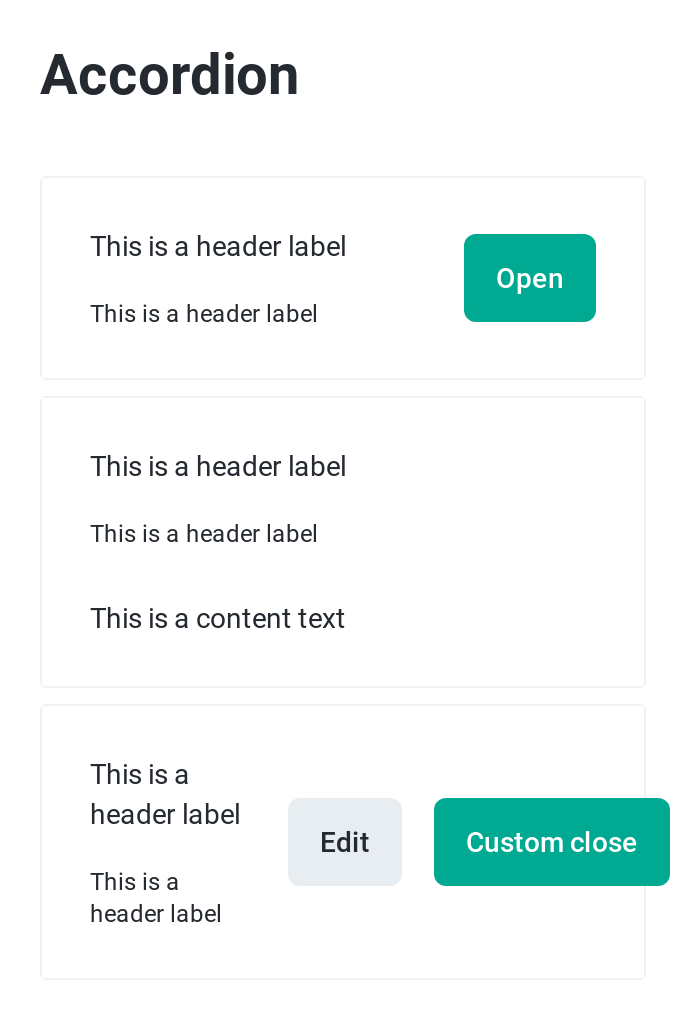 Accordion
This is a header label
This is a header label
Open
This is a header label
This is a header label
This is a content text
This is a
header label
This is a
header label
Edit
Custom close